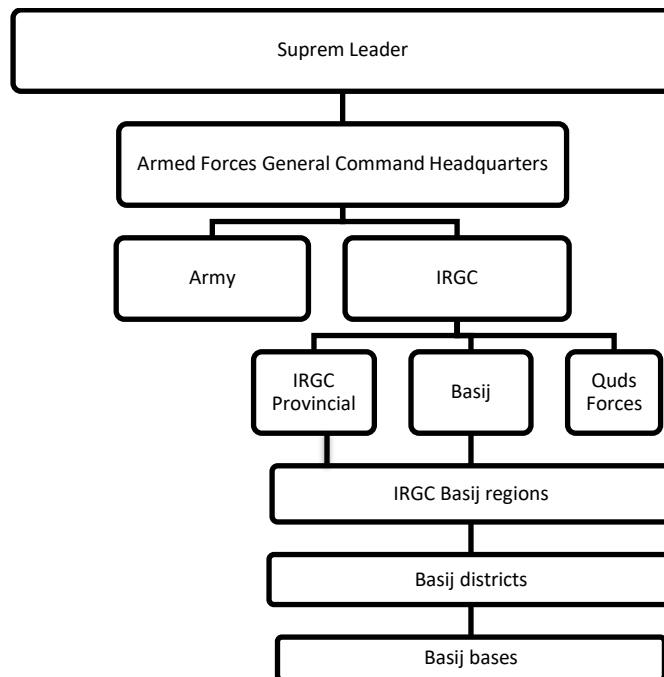 Suprem Leader
Armed Forces General Command Headquarters
Army
IRGC
IRGC
Provincial
Basij
Quds
Forces
IRGC Basij regions
Basij districts
Basij bases